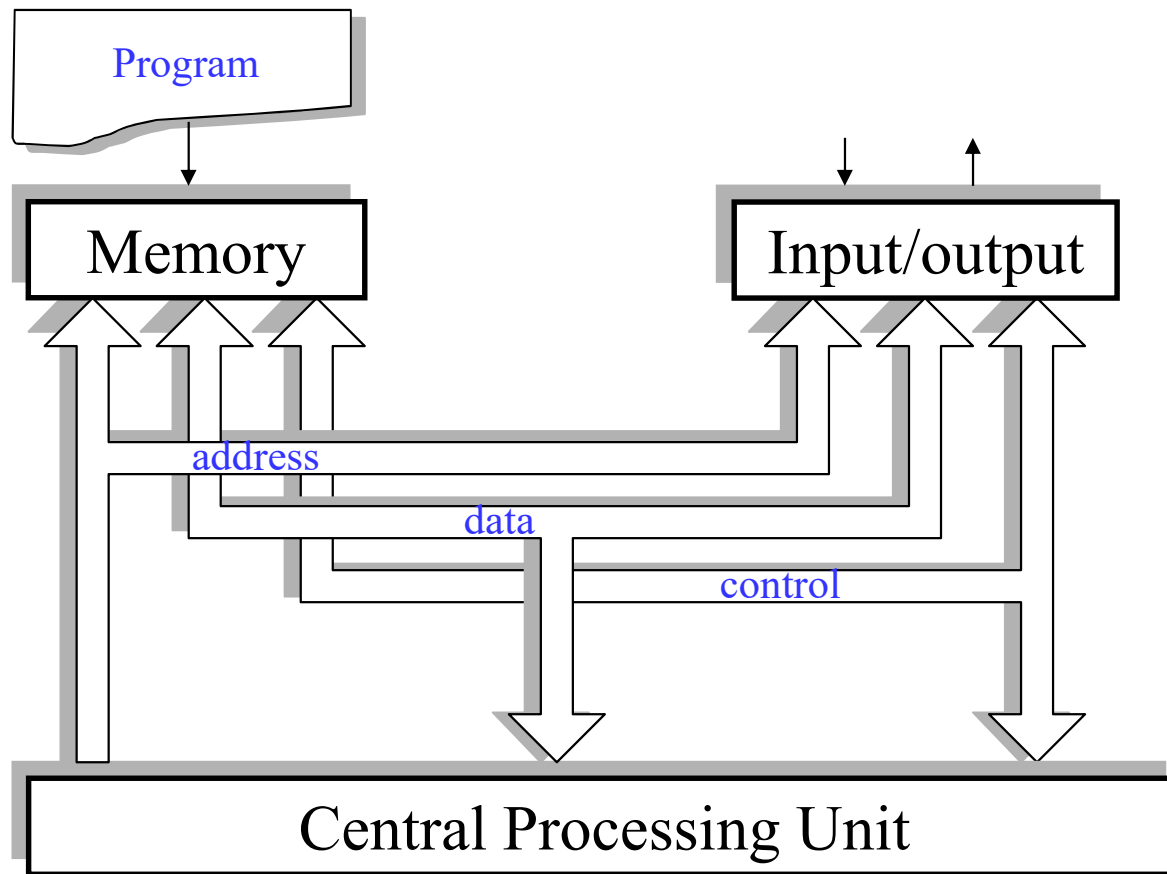 Program
Memory
Input/output
address
data
control
Central Processing Unit